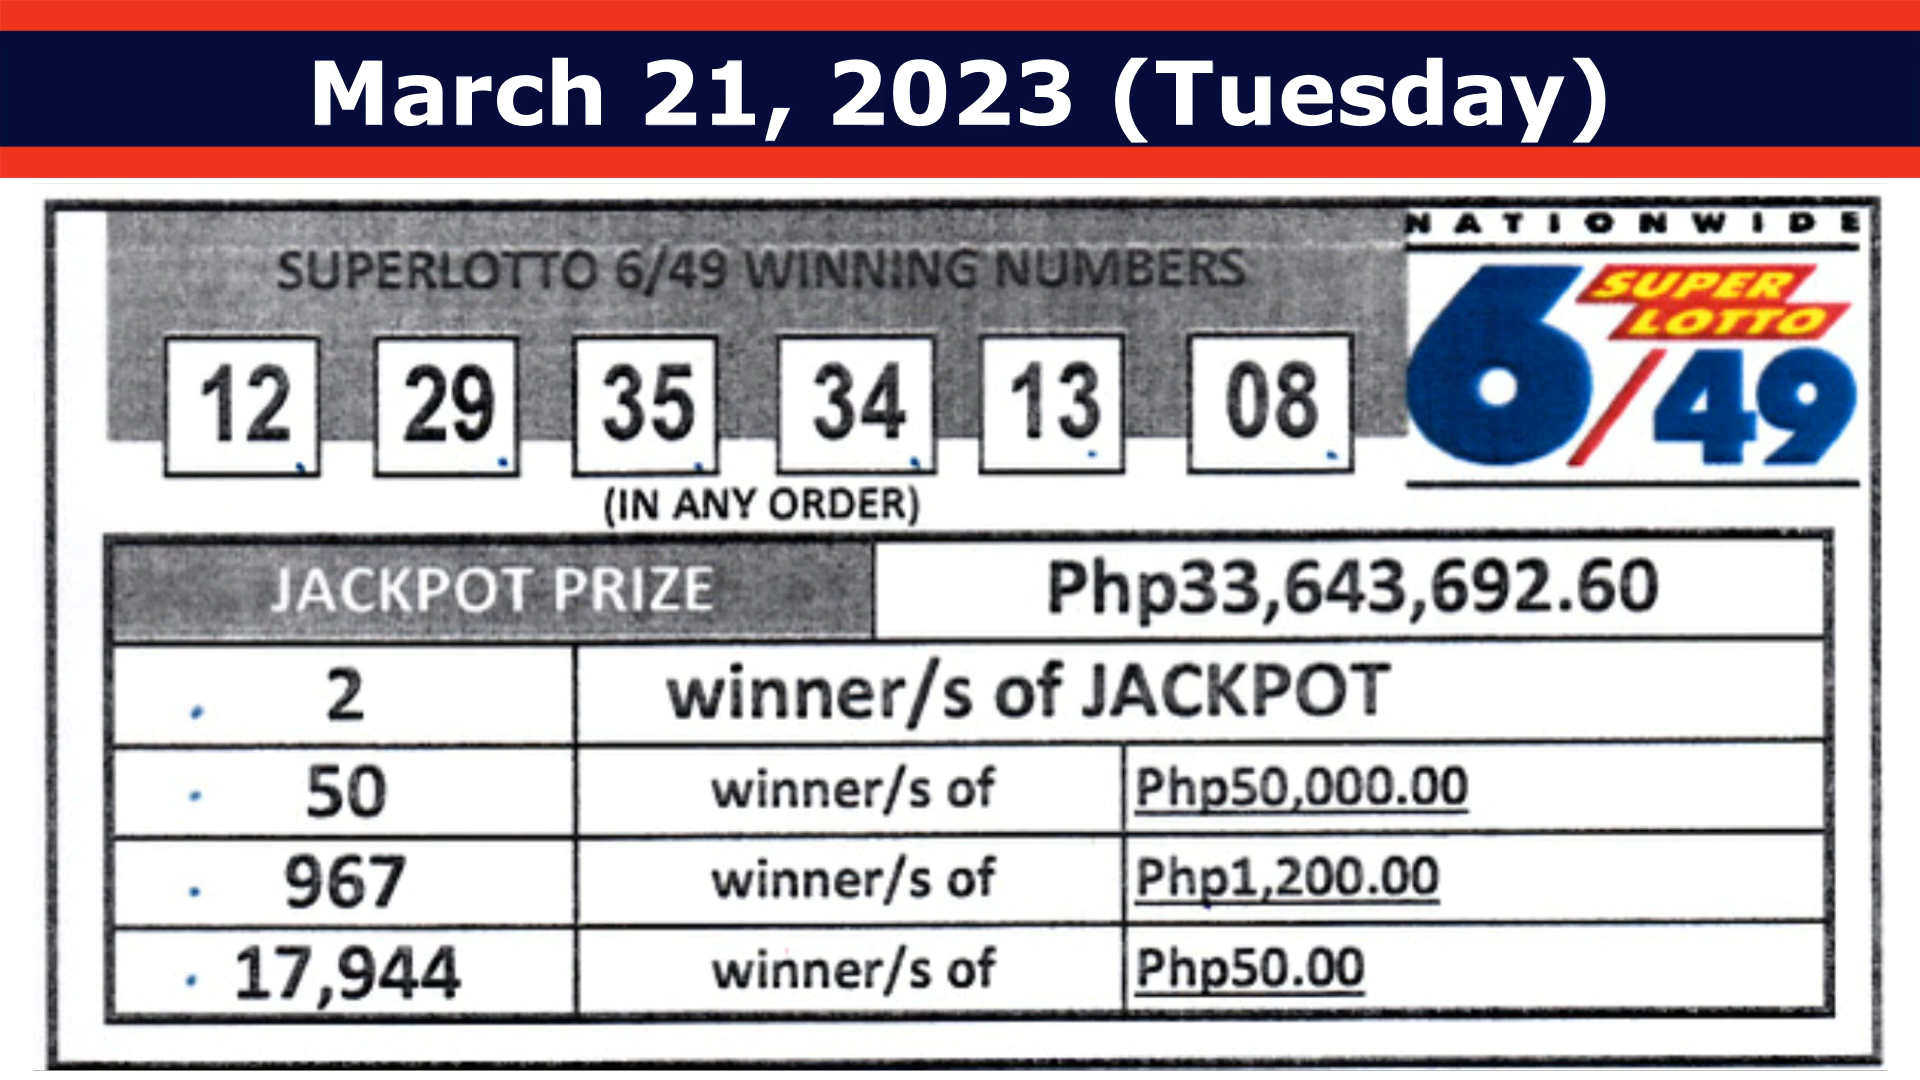 March 21, 2023 (Tuesday)
NATIONWIDE
SUPERLOTTO 6/49 WINNING NUMBERS
SUPER
LOTTO
6/49
12 29 35 34 13 08
(IN ANY ORDER)
JACKPOT PRIZE Php33,643,692.60
2 winner/s of JACKPOT
50 winner/s of Php50,000.00
967 winner/s of Php1,200.00
17,944 winner/s of Php50.00